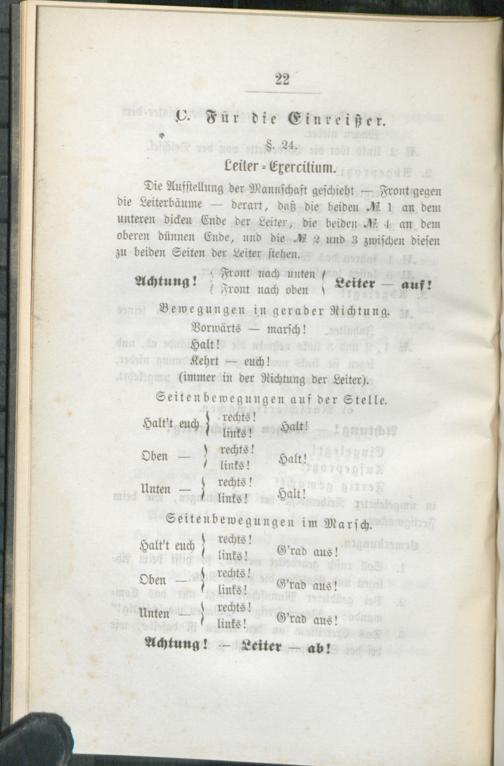 22
C. Für die Einreißer.
§. 24.
Leiter-Exercitium.
Die Aufstellung der Mannschaft geschieht — Front gegen
die Leiterbäume — derart, daß die beiden № 1 an dem
unteren dicken Ende der Leiter, die beiden № 4 an dem
oberen dünnen Ende, und die № 2 und 3 zwischen diesen
zu beiden Seiten der Leiter stehen.
Achtung! { Front nach unten / Front nach oben } Leiter — auf!
Bewegungen in gerader Richtung.
Vorwärts — marsch!
Halt!
Kehrt — euch!
(immer in der Richtung der Leiter).
Seitenbewegungen auf der Stelle.
Halt't euch } rechts! / links! Halt!
Oben — } rechts! / links! Halt!
Unten — } rechts! / links! Halt!
Seitenbewegungen im Marsch.
Halt't euch } rechts! / links! G'rad aus!
Oben — } rechts! / links! G'rad aus!
Unten — } rechts! / links! G'rad aus!
Achtung! — Leiter — ab!